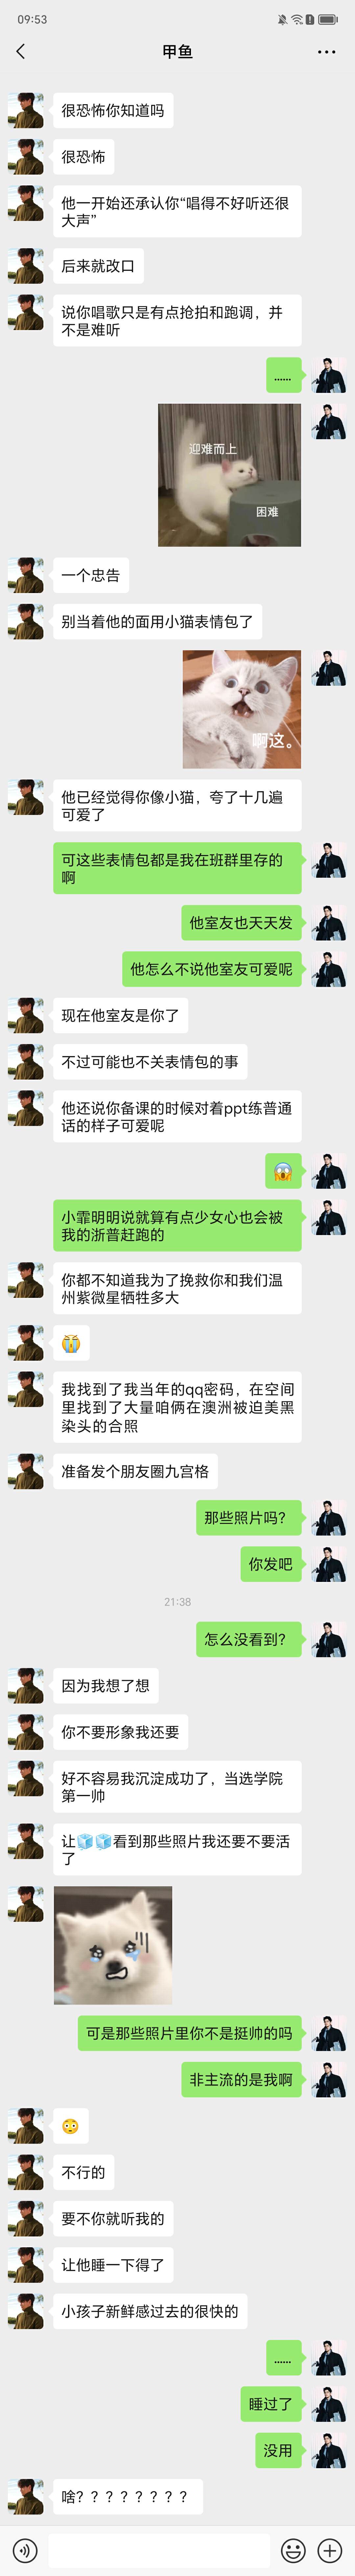 09:53
甲鱼
很恐怖你知道吗
很恐怖
他一开始还承认你“唱得不好听还很
大声”
后来就改口
说你唱歌只是有点抢拍和跑调，并
不是难听
……
迎难而上
困难
一个忠告
别当着他的面用小猫表情包了
啊这。
他已经觉得你像小猫，夸了十几遍
可爱了
可这些表情包都是我在班群里存的
啊
他室友也天天发
他怎么不说他室友可爱呢
现在他室友是你了
不过可能也不关表情包的事
他还说你备课的时候对着ppt练普通
话的样子可爱呢
😱
小霏明明说就算有点少女心也会被
我的浙普赶跑的
你都不知道我为了挽救你和我们温
州紫微星牺牲多大
😭
我找到了我当年的qq密码，在空间
里找到了大量咱俩在澳洲被迫美黑
染头的合照
准备发个朋友圈九宫格
那些照片吗？
你发吧
21:38
怎么没看到？
因为我想了想
你不要形象我还要
好不容易我沉淀成功了，当选学院
第一帅
让🧊🧊看到那些照片我还要不要活
了
可是那些照片里你不是挺帅的吗
非主流的是我啊
😳
不行的
要不你就听我的
让他睡一下得了
小孩子新鲜感过去的很快的
……
睡过了
没用
啥？？？？？？？？